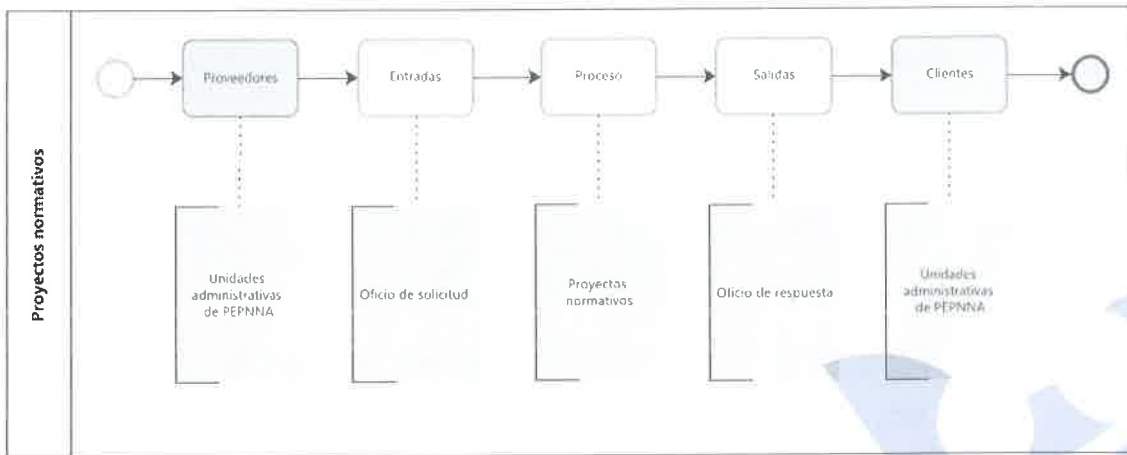 Proyectos normativos
Proveedores
Entradas
Proceso
Salidas
Clientes
Unidades
administrativas
de PEPNNA
Oficio de solicitud
Proyectos
normativos
Oficio de respuesta
Unidades
administrativas
de PEPNNA